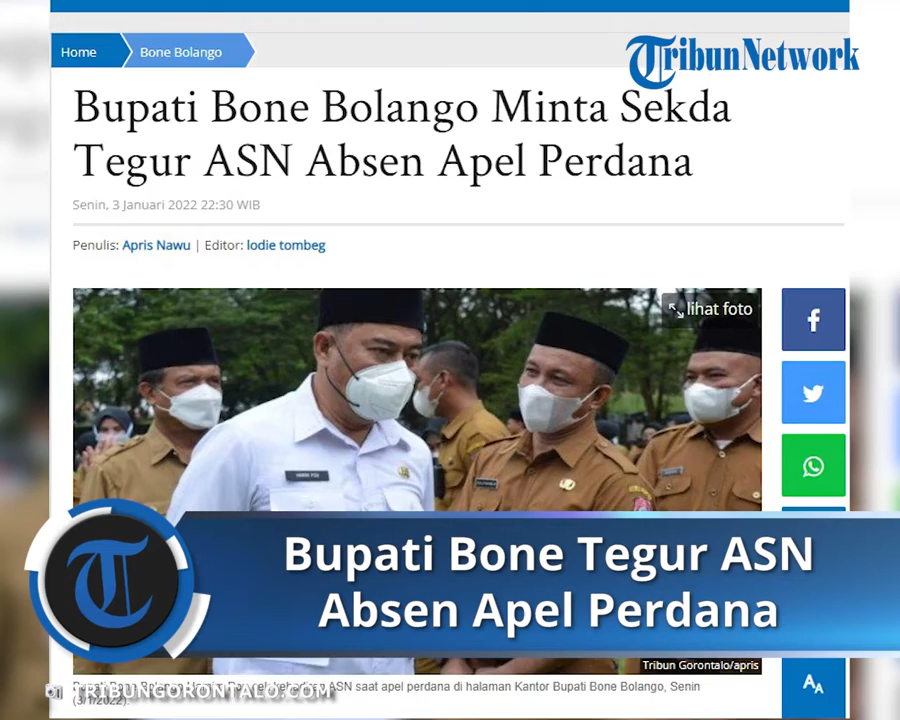 Home
Bone Bolango
TribunNetwork
Bupati Bone Bolango Minta Sekda
Tegur ASN Absen Apel Perdana
Senin, 3 Januari 2022 22:30 WIB
Penulis: Apris Nawu | Editor: lodie tombeg
lihat foto
Bupati Bone Tegur ASN
Absen Apel Perdana
Tribun Gorontalo/apris
ASN saat apel perdana di halaman Kantor Bupati Bone Bolango, Senin
(3/1/2022).
TRIBUNGORONTALO.COM
AA